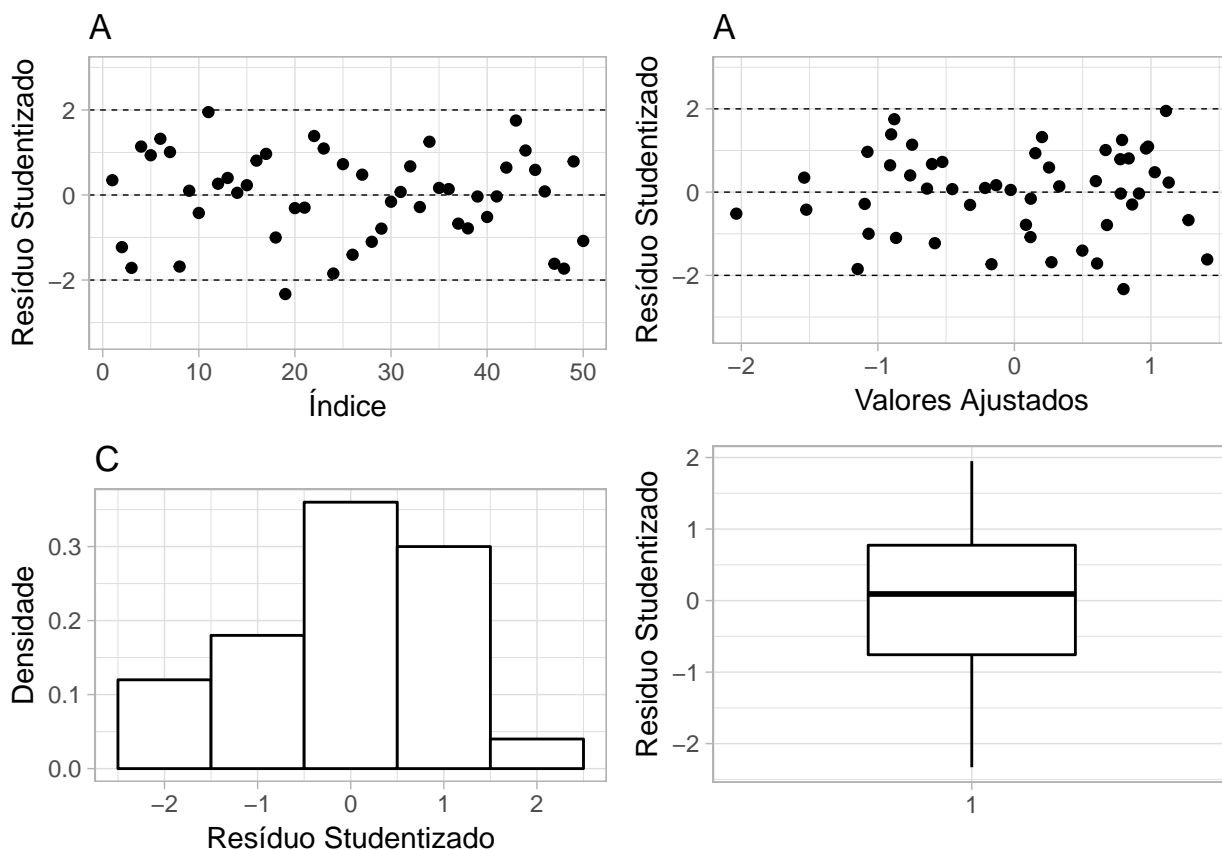 A
Resíduo Studentizado
2
0
−2
0 10 20 30 40 50
Índice
A
Resíduo Studentizado
2
0
−2
−2 −1 0 1
Valores Ajustados
C
Densidade
0.3
0.2
0.1
0.0
−2 −1 0 1 2
Resíduo Studentizado
Residuo Studentizado
2
1
0
−1
−2
1